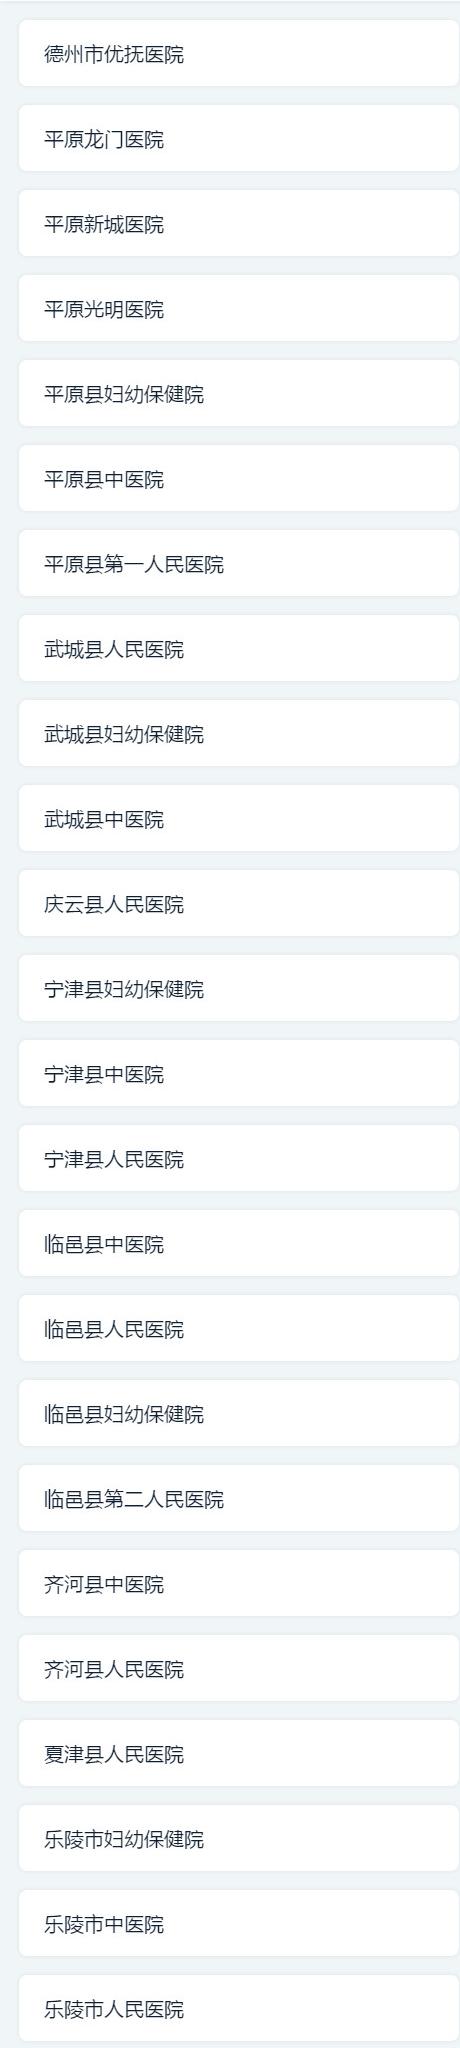 德州市优抚医院
平原龙门医院
平原新城医院
平原光明医院
平原县妇幼保健院
平原县中医院
平原县第一人民医院
武城县人民医院
武城县妇幼保健院
武城县中医院
庆云县人民医院
宁津县妇幼保健院
宁津县中医院
宁津县人民医院
临邑县中医院
临邑县人民医院
临邑县妇幼保健院
临邑县第二人民医院
齐河县中医院
齐河县人民医院
夏津县人民医院
乐陵市妇幼保健院
乐陵市中医院
乐陵市人民医院